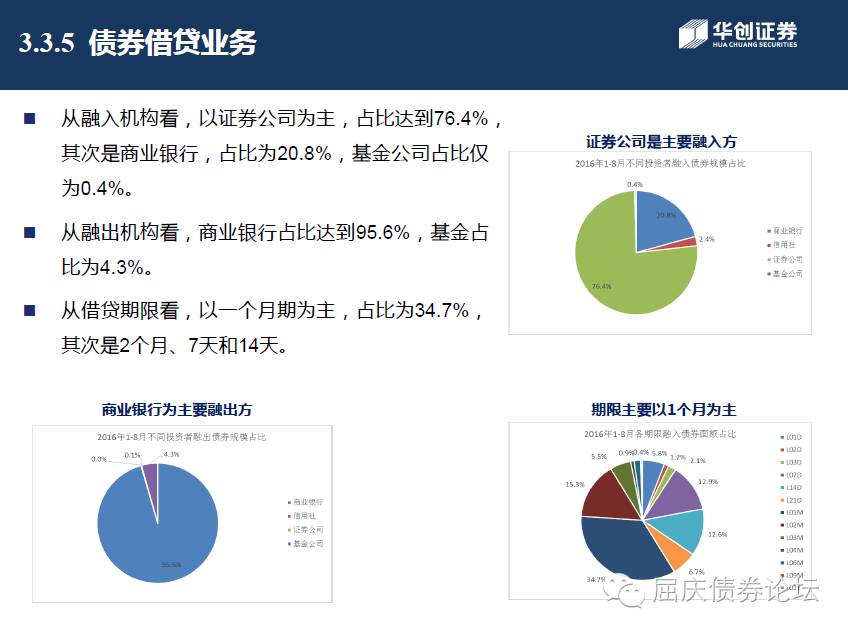 3.3.5 债券借贷业务
华创证券
HUA CHUANG SECURITIES
■ 从融入机构看，以证券公司为主，占比达到76.4%，
其次是商业银行，占比为20.8%，基金公司占比仅
为0.4%。
■ 从融出机构看，商业银行占比达到95.6%，基金占
比为4.3%。
■ 从借贷期限看，以一个月期为主，占比为34.7%，
其次是2个月、7天和14天。
证券公司是主要融入方
2016年1-8月不同投资者融入债券规模占比
0.4%
20.8%
2.4%
76.4%
商业银行
信用社
证券公司
基金公司
商业银行为主要融出方
2016年1-8月不同投资者融出债券规模占比
0.0%
0.1%
4.3%
95.6%
商业银行
信用社
证券公司
基金公司
期限主要以1个月为主
2016年1-8月各期限融入债券面额占比
5.5%
0.9%
0.4%
5.8%
1.2%
2.1%
15.3%
12.9%
12.6%
6.7%
34.7%
L01D
L02D
L03D
L07D
L14D
L21D
L01M
L02M
L03M
L04M
L06M
L09M
屈庆债券论坛